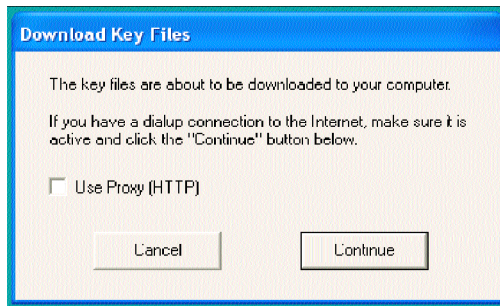 Download Key Files
The key files are about to be downloaded to your computer.
If you have a dialup connection to the Internet, make sure it is
active and click the "Continue" button below.
Use Proxy (HTTP)
Cancel
Continue